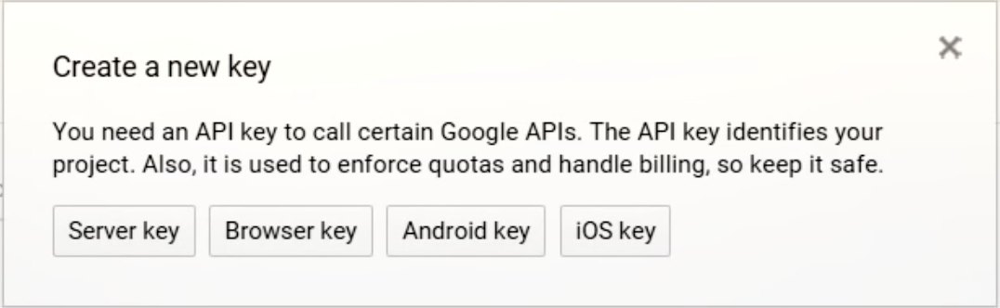 Create a new key
You need an API key to call certain Google APIs. The API key identifies your
project. Also, it is used to enforce quotas and handle billing, so keep it safe.
Server key Browser key Android key iOS key